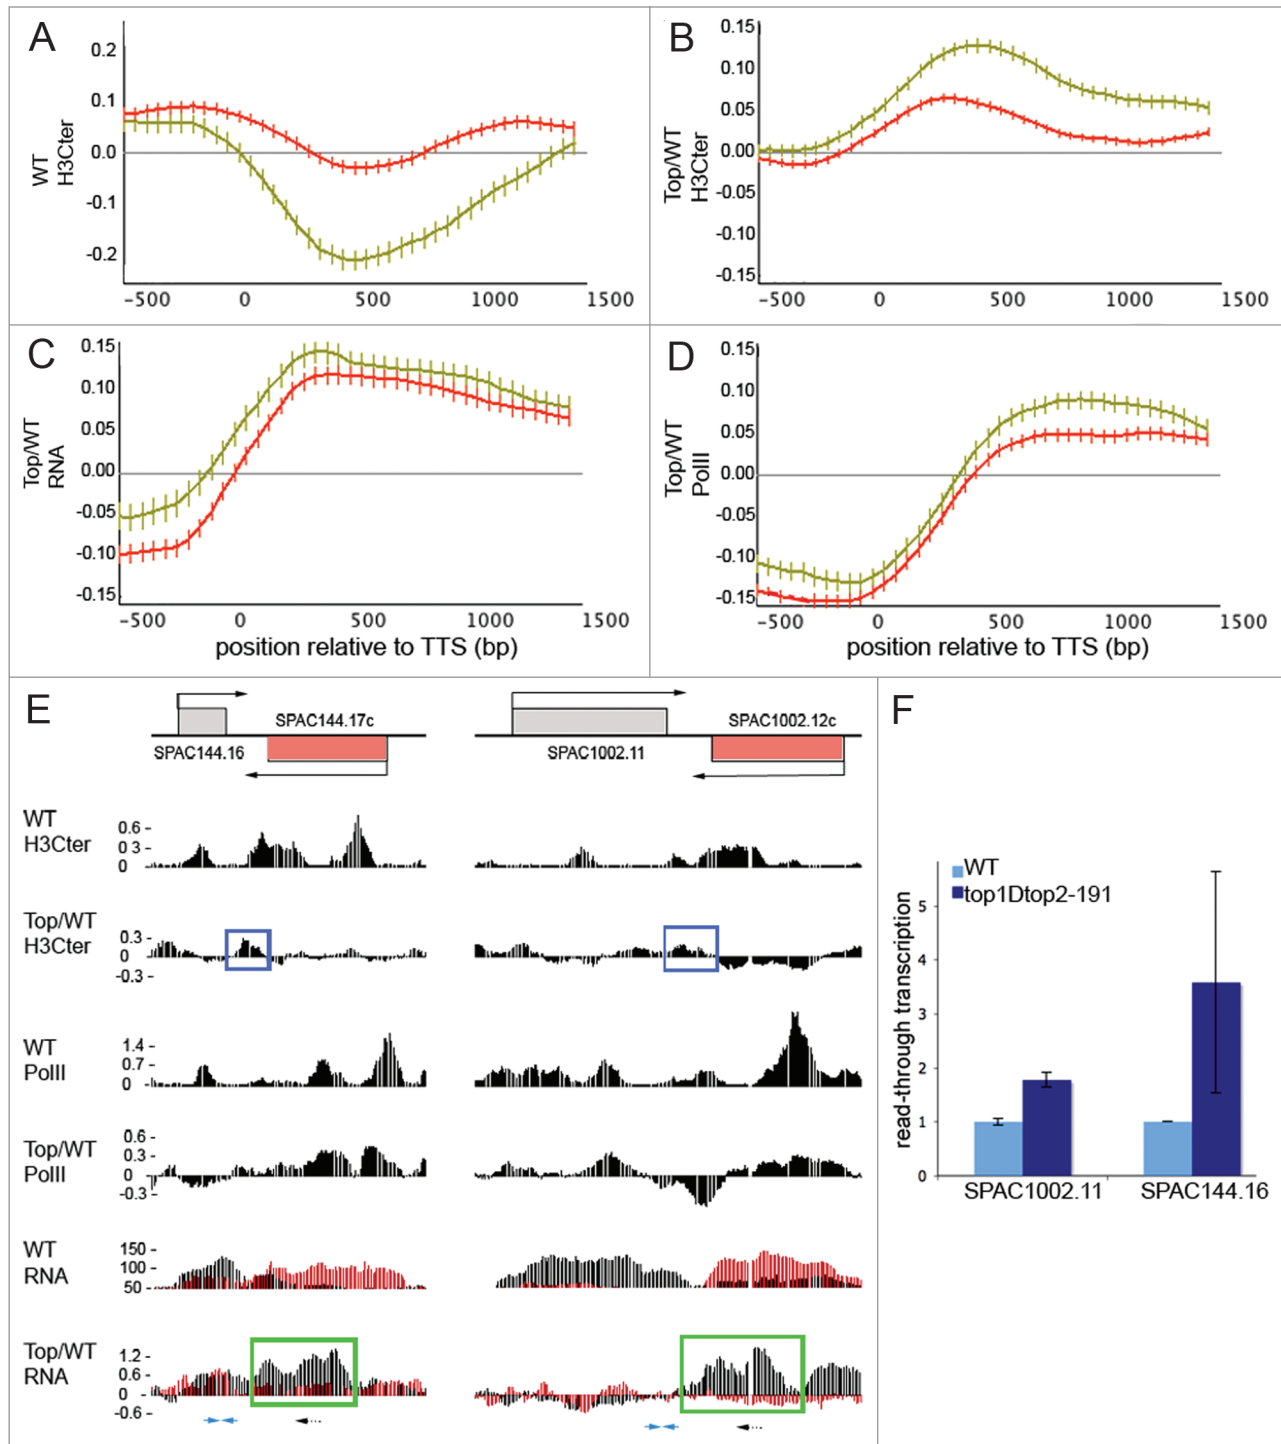 A
0.2
0.1
0.0
-0.1
-0.2
WT
H3Cter
-500 0 500 1000 1500
B
0.15
0.10
0.05
0.00
-0.05
-0.10
-0.15
Top/WT
H3Cter
-500 0 500 1000 1500
C
0.15
0.10
0.05
0.00
-0.05
-0.10
-0.15
Top/WT
RNA
-500 0 500 1000 1500
position relative to TTS (bp)
D
0.15
0.10
0.05
0.00
-0.05
-0.10
-0.15
Top/WT
PolII
-500 0 500 1000 1500
position relative to TTS (bp)
E
SPAC144.17c
SPAC144.16
SPAC1002.12c
SPAC1002.11
WT
H3Cter
0.6
0 3
0
Top/WT
H3Cter
0.3
0
-0.3
WT
PolII
1.4
0.7
0
Top/WT
PolII
0.6
0.3
0
-0.3
WT
RNA
150
100
50
Top/WT
RNA
1.2
0.6
0
-0.6
F
WT
top1Dtop2-191
read-through transcription
5
4
3
2
1
0
SPAC1002.11 SPAC144.16